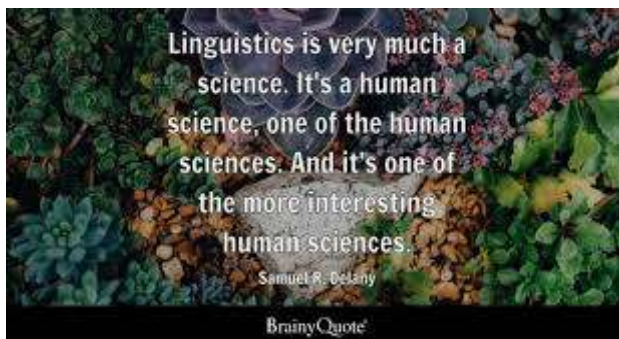 Linguistics is very much a
science. It's a human
science, one of the human
sciences. And it's one of
the more interesting
human sciences.
Samuel R. Delany
BrainyQuote®